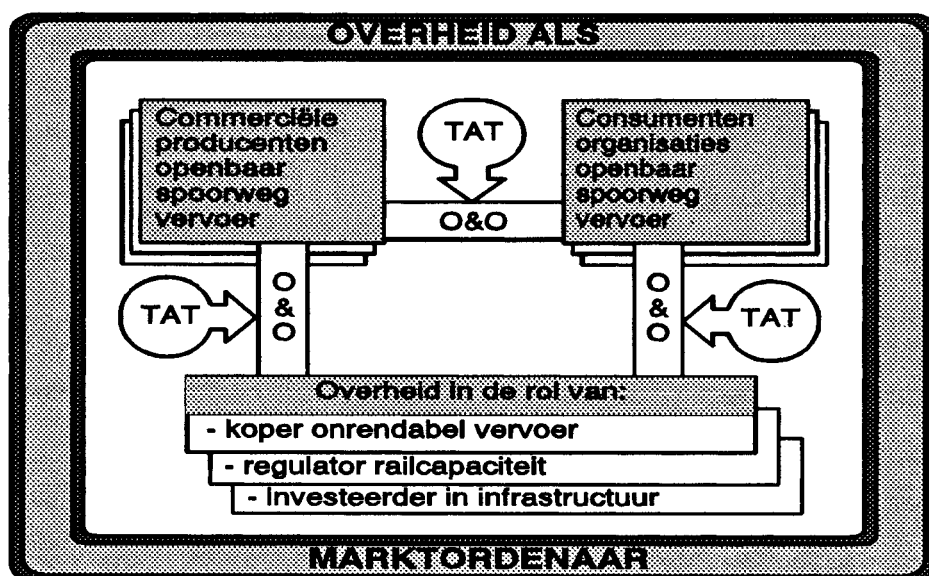 OVERHEID ALS
Commerciële
producenten
openbaar
spoorweg
vervoer
TAT
Consumenten
organisaties
openbaar
spoorweg
vervoer
O&O
TAT
O
&
O
O
&
O
TAT
Overheid in de rol van:
- koper onrendabel vervoer
- regulator railcapaciteit
- Investeerder in infrastructuur
MARKTORDENAAR